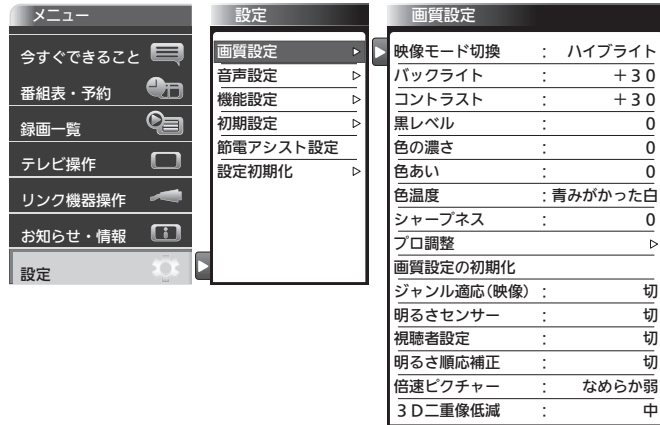 メニュー
今すぐできること
番組表・予約
録画一覧
テレビ操作
リンク機器操作
お知らせ・情報
設定
設定
画質設定
音声設定
機能設定
初期設定
節電アシスト設定
設定初期化
画質設定
映像モード切換 : ハイブライト
バックライト : +30
コントラスト : +30
黒レベル : 0
色の濃さ : 0
色あい : 0
色温度 : 青みがかった白
シャープネス : 0
プロ調整
画質設定の初期化
ジャンル適応(映像) : 切
明るさセンサー : 切
視聴者設定 : 切
明るさ順応補正 : 切
倍速ピクチャー : なめらか弱
3D二重像低減 : 中